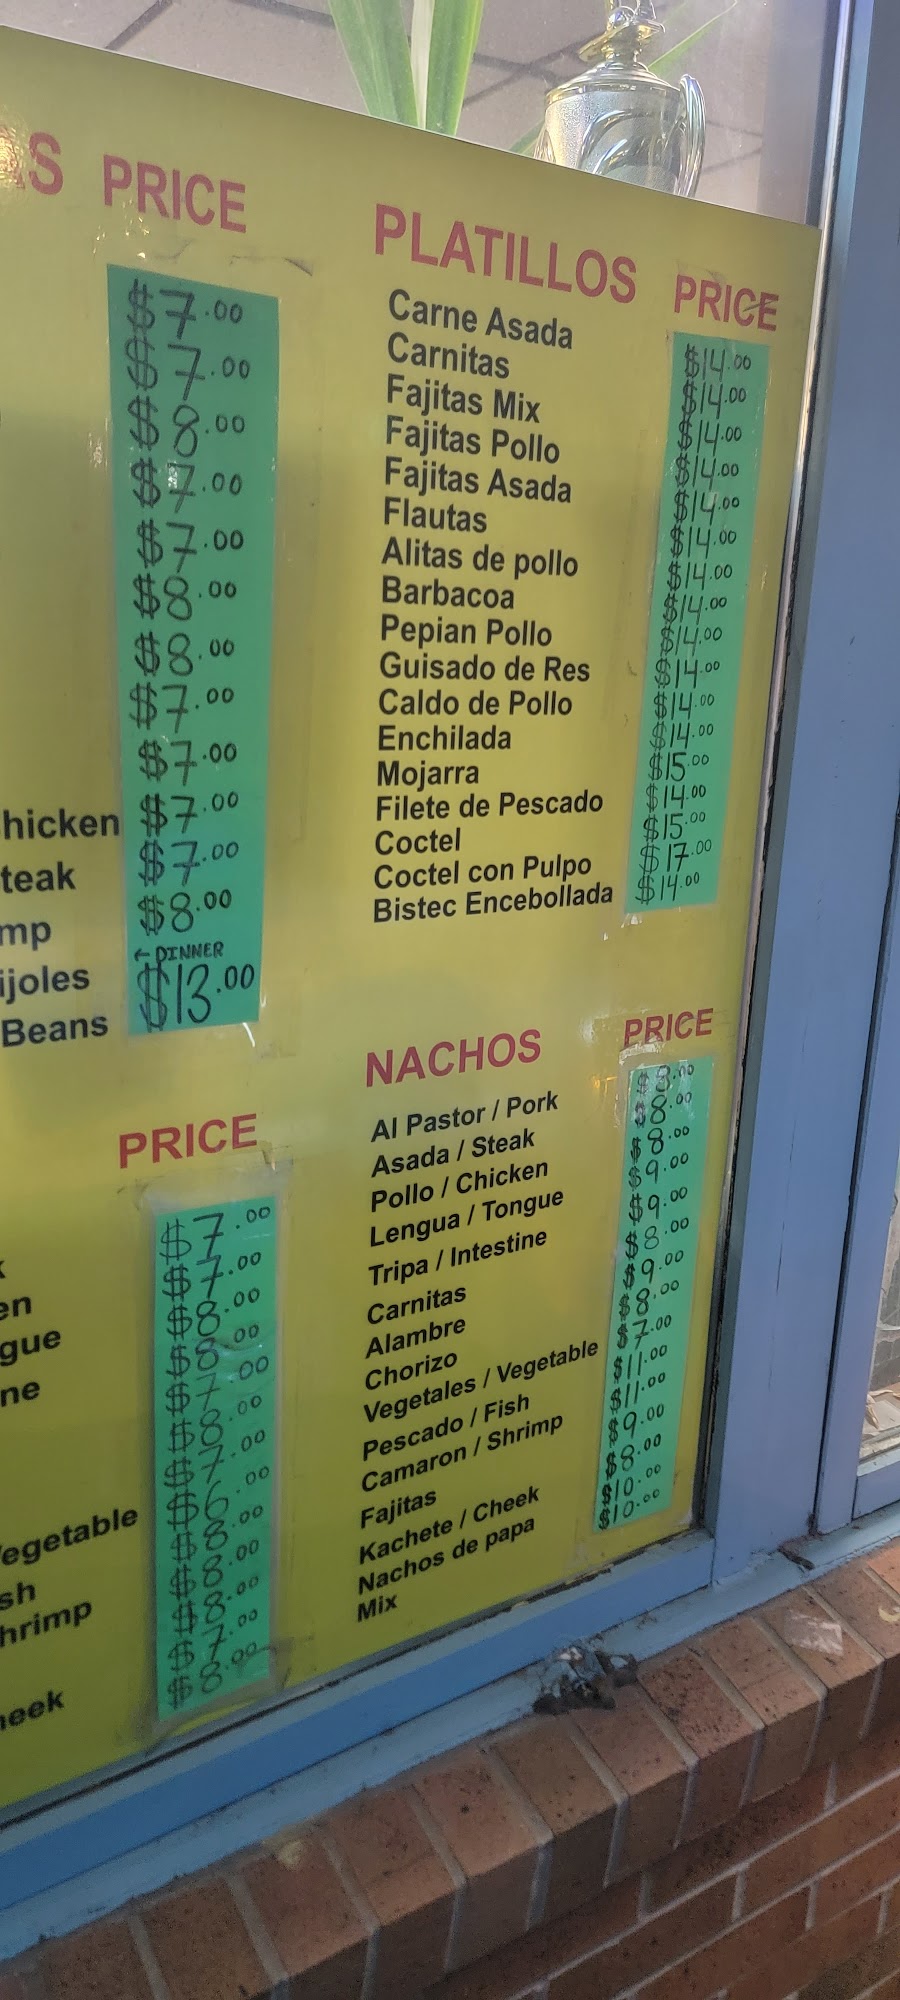 S PRICE
$7.00
$7.00
$8.00
$7.00
$7.00
$8.00
$8.00
$7.00
$7.00
hicken $7.00
teak $7.00
mp $8.00
← DINNER
ijoles $13.00
Beans
PRICE
$7.00
$7.00
$8.00
$8.00
$7.00
$8.00
$7.00
$6.00
$8.00
$8.00
$8.00
$7.00
$8.00
en
gue
ne
egetable
sh
hrimp
heek
PLATILLOS PRICE
Carne Asada $14.00
Carnitas $14.00
Fajitas Mix $14.00
Fajitas Pollo $14.00
Fajitas Asada $14.00
Flautas $14.00
Alitas de pollo $14.00
Barbacoa $14.00
Pepian Pollo $14.00
Guisado de Res $14.00
Caldo de Pollo $14.00
Enchilada $14.00
Mojarra $15.00
Filete de Pescado $14.00
Coctel $15.00
Coctel con Pulpo $17.00
Bistec Encebollada $14.00
NACHOS PRICE
Al Pastor / Pork $8.00
Asada / Steak $8.00
Pollo / Chicken $8.00
Lengua / Tongue $9.00
Tripa / Intestine $9.00
Carnitas $8.00
Alambre $9.00
Chorizo $8.00
Vegetales / Vegetable $7.00
Pescado / Fish $11.00
Camaron / Shrimp $11.00
Fajitas $9.00
Kachete / Cheek $8.00
Nachos de papa $10.00
Mix $10.00